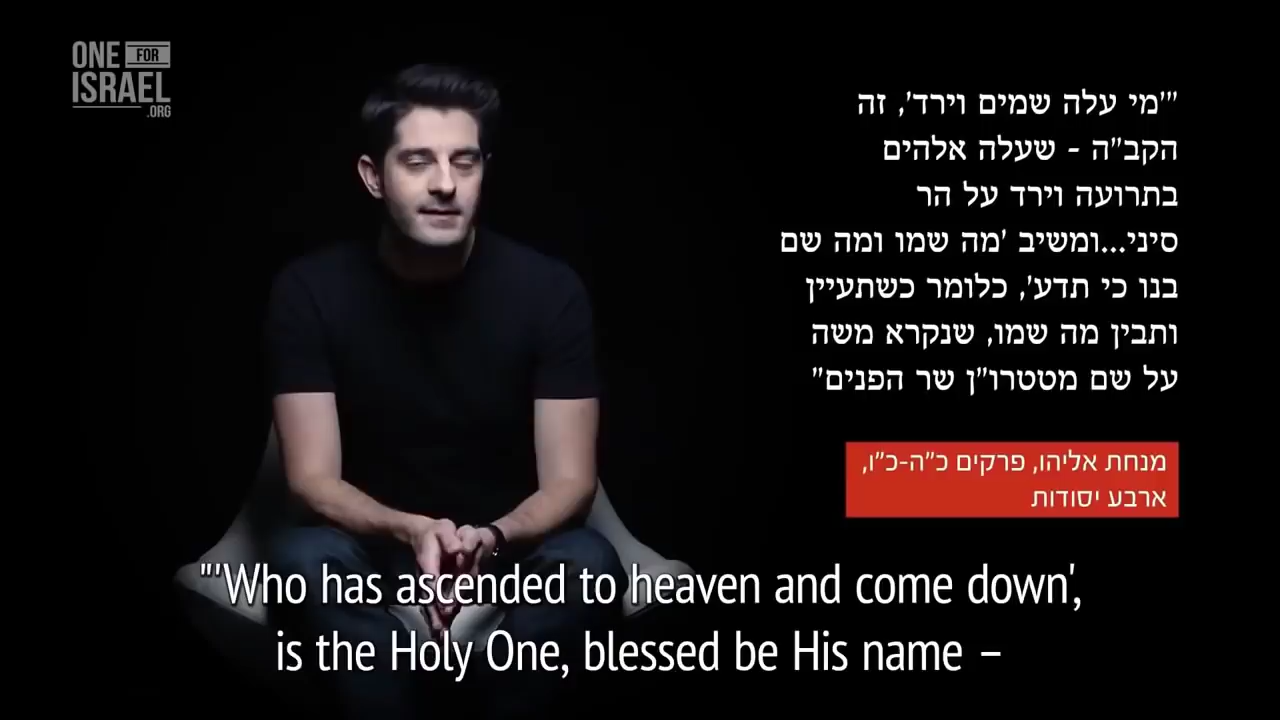 ONE FOR
ISRAEL
.ORG
"'מי עלה שמים וירד', זה
הקב"ה - שעלה אלהים
בתרועה וירד על הר
סיני...ומשיב 'מה שמו ומה שם
בנו כי תדע', כלומר כשתעיין
ותבין מה שמו, שנקרא משה
על שם מטטרו"ן שר הפנים"
מנחת אליהו, פרקים כ"ה-כ"ו,
ארבע יסודות
"'Who has ascended to heaven and come down',
is the Holy One, blessed be His name –